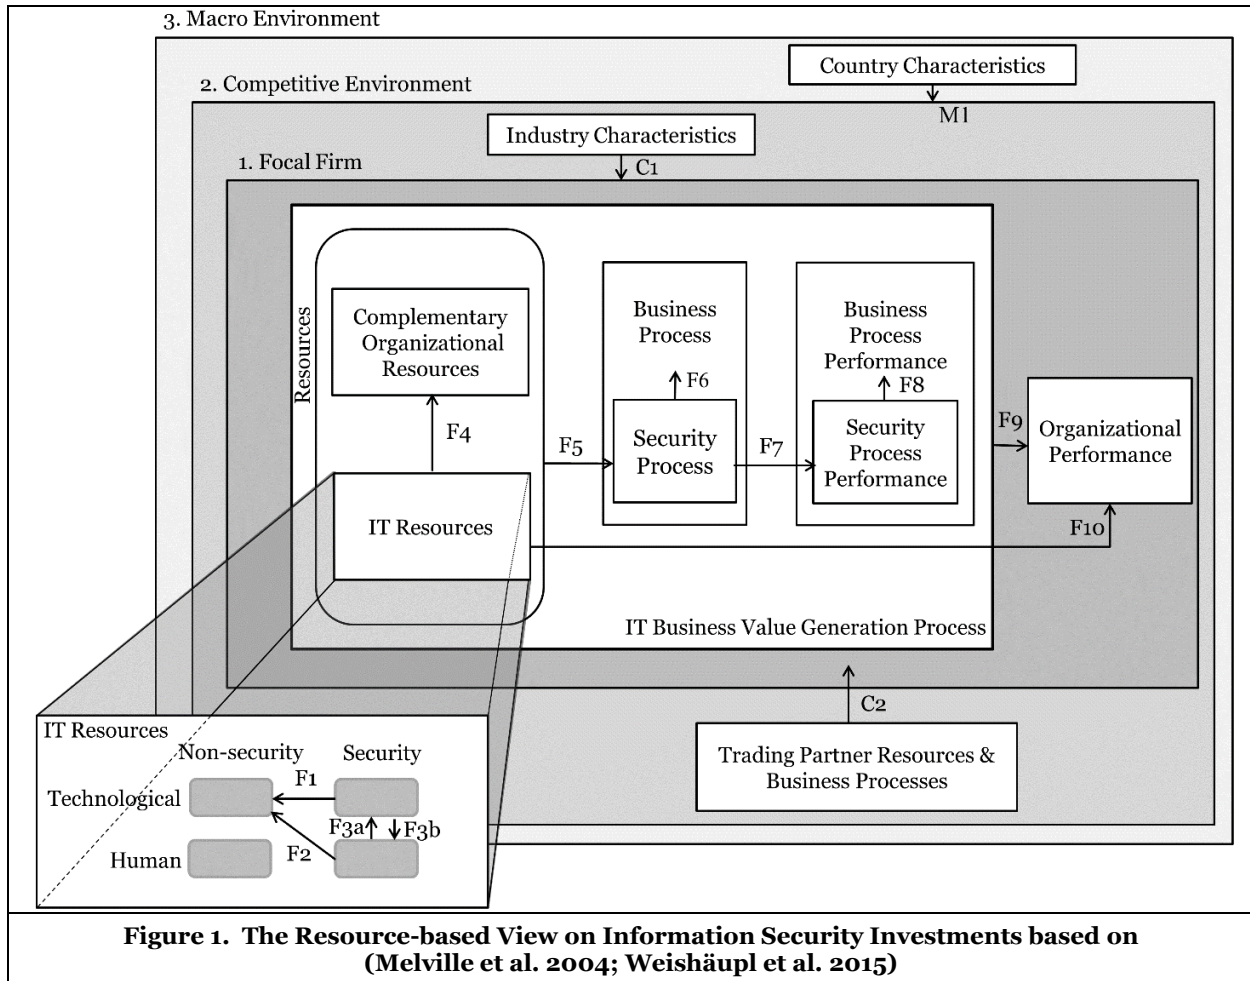 3. Macro Environment
Country Characteristics
2. Competitive Environment
M1
Industry Characteristics
1. Focal Firm
C1
Resources
Complementary
Organizational
Resources
Business
Process
Business
Process
Performance
F6
F8
F4
F5
Security
Process
F7
Security
Process
Performance
F9
Organizational
Performance
IT Resources
F10
IT Business Value Generation Process
C2
Trading Partner Resources &
Business Processes
IT Resources
Non-security
Security
Technological
F1
F3a
F3b
Human
F2
Figure 1.  The Resource-based View on Information Security Investments based on
(Melville et al. 2004; Weishäupl et al. 2015)